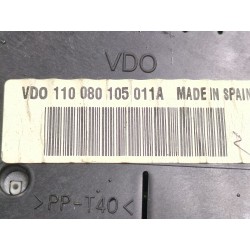 VDO
VDO 110 080 105 011A MADE IN SPAIN
>PP-T40<